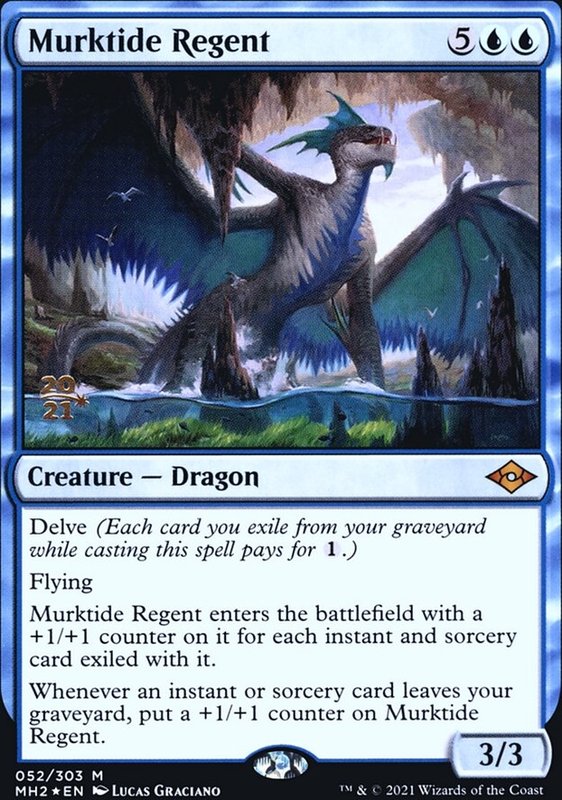 Murktide Regent 5
20
21
Creature — Dragon
Delve (Each card you exile from your graveyard
while casting this spell pays for 1.)
Flying
Murktide Regent enters the battlefield with a
+1/+1 counter on it for each instant and sorcery
card exiled with it.
Whenever an instant or sorcery card leaves your
graveyard, put a +1/+1 counter on Murktide
Regent.
3/3
052/303 M
MH2★EN Lucas Graciano ™ & © 2021 Wizards of the Coast